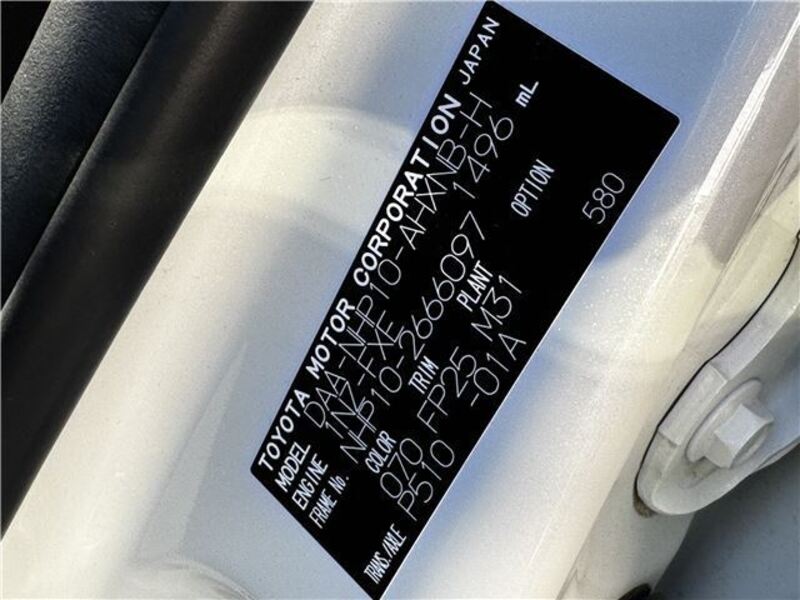 TOYOTA MOTOR CORPORATION JAPAN
MODEL DAA-NHP10-AHXNB-H
ENGINE 1NZ-FXE 1496 mL
FRAME No. NHP10-2666097
COLOR TRIM PLANT OPTION
070 FP25 M31 580
TRANS./AXLE P510 -01A